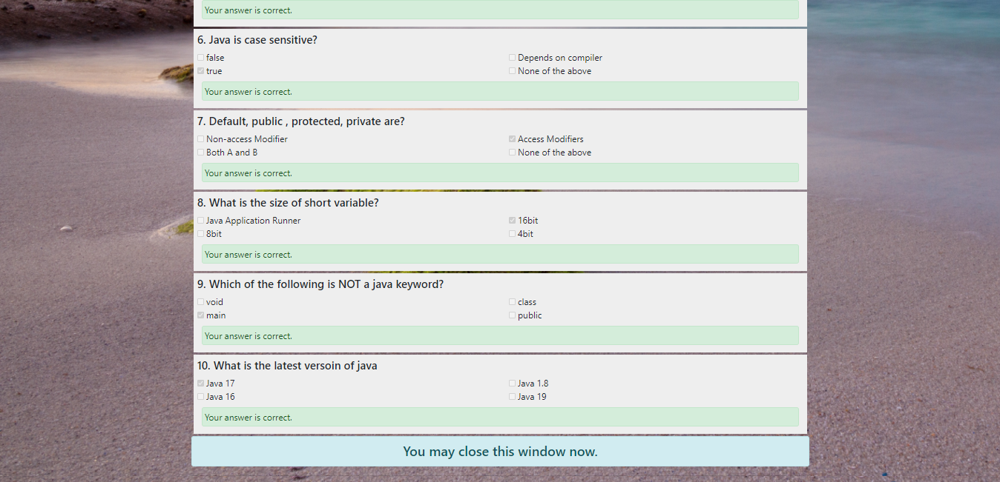 Your answer is correct.
6. Java is case sensitive?
false
Depends on compiler
true
None of the above
Your answer is correct.
7. Default, public , protected, private are?
Non-access Modifier
Access Modifiers
Both A and B
None of the above
Your answer is correct.
8. What is the size of short variable?
Java Application Runner
16bit
8bit
4bit
Your answer is correct.
9. Which of the following is NOT a java keyword?
void
class
main
public
Your answer is correct.
10. What is the latest versoin of java
Java 17
Java 1.8
Java 16
Java 19
Your answer is correct.
You may close this window now.